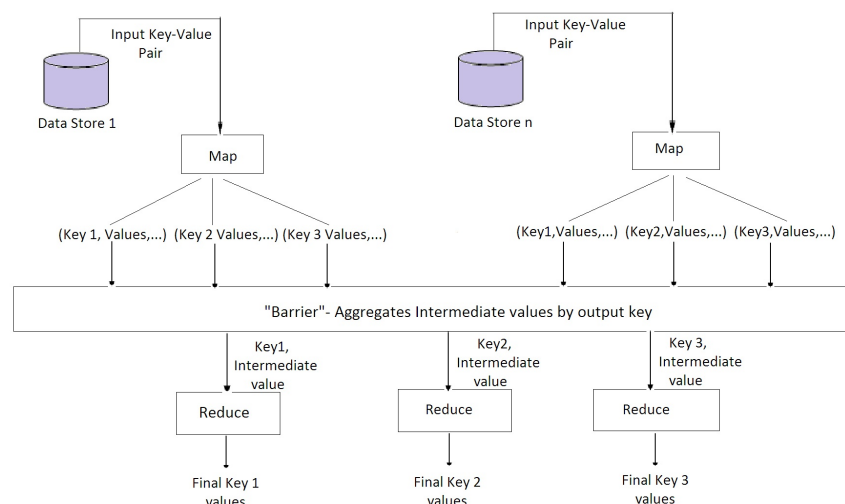 Input Key-Value
Pair
Input Key-Value
Pair
Data Store 1
Data Store n
Map
Map
(Key 1, Values,...) (Key 2 Values,...) (Key 3 Values,...)
(Key1,Values,...) (Key2,Values,...) (Key3,Values,...)
"Barrier"- Aggregates Intermediate values by output key
Key1,
Intermediate
value
Key2,
Intermediate
value
Key 3,
Intermediate
value
Reduce
Reduce
Reduce
Final Key 1
values
Final Key 2
values
Final Key 3
values